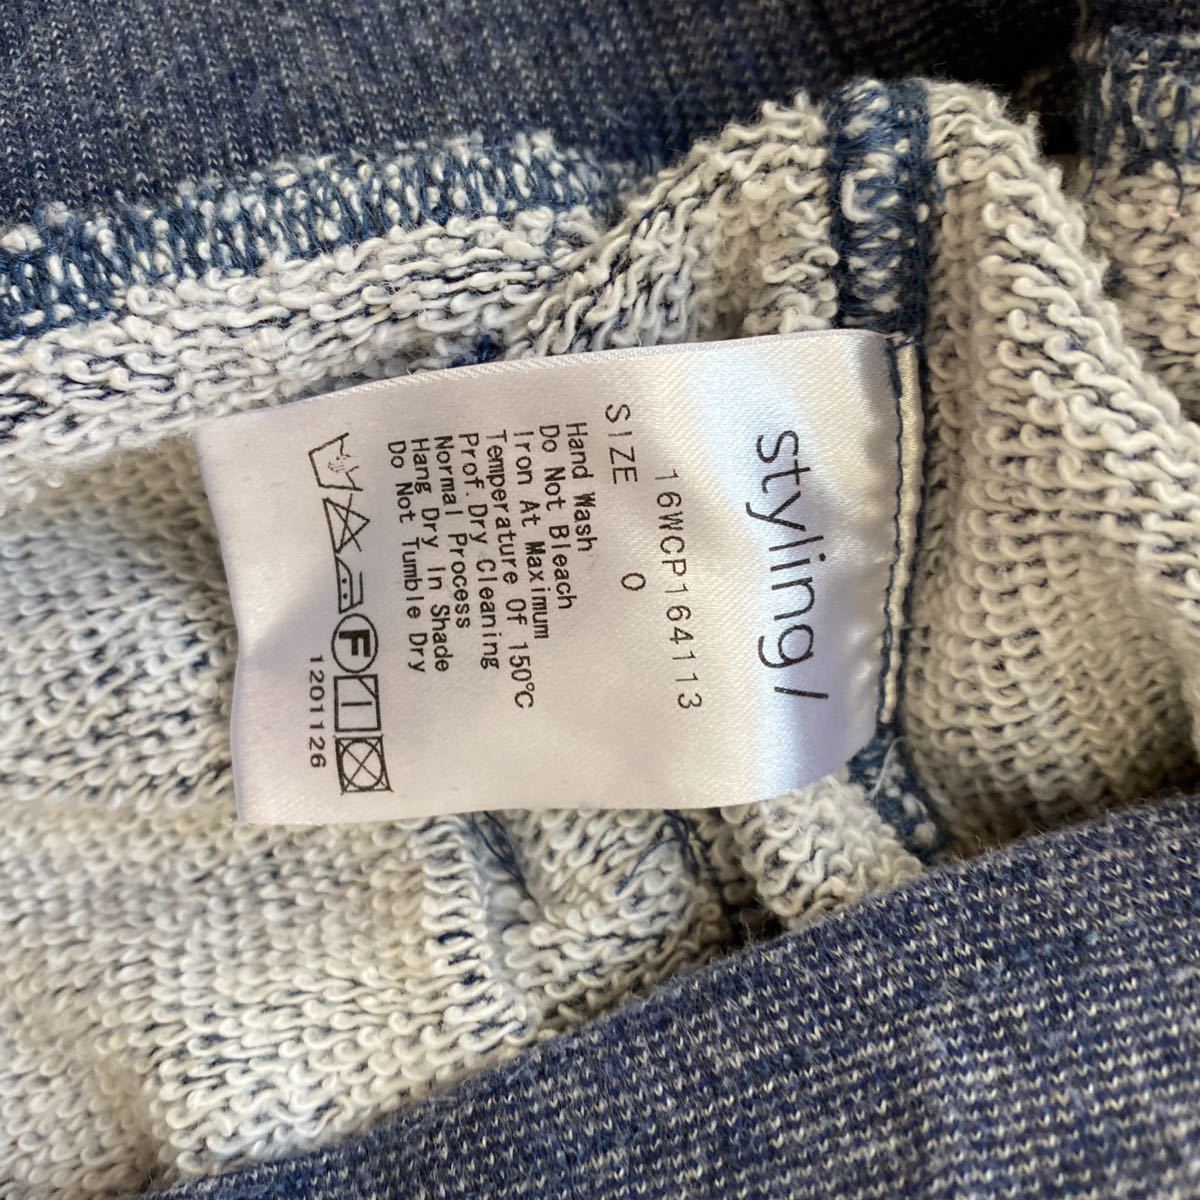 styling/
16WCP164113
SIZE 0
Hand Wash
Do Not Bleach
Iron At Maximum
Temperature Of 150℃
Prof.Dry Cleaning
Normal Process
Hang Dry In Shade
Do Not Tumble Dry
F
1201126